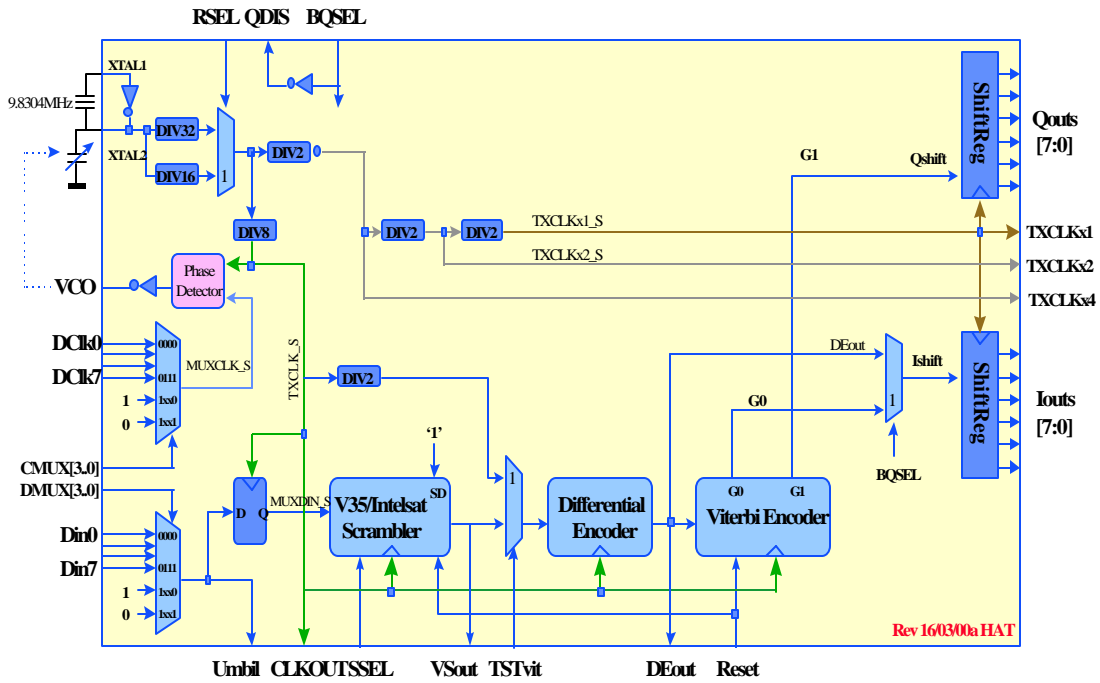 RSEL QDIS BQSEL
XTAL1
9.8304MHz
XTAL2
DIV32
DIV16
1
DIV2
DIV8
DIV2
DIV2
TXCLKx1_S
TXCLKx2_S
G1
Qshift
ShiftReg
Qouts
[7:0]
TXCLKx1
TXCLKx2
TXCLKx4
VCO
Phase
Detector
DClk0
DClk7
1
0
0000
0111
1xx0
1xx1
MUXCLK_S
TXCLK_S
DIV2
CMUX[3..0]
DMUX[3..0]
Din0
Din7
1
0
0000
0111
1xx0
1xx1
D Q
MUXDIN_S
'1'
SD
V35/Intelsat
Scrambler
1
Differential
Encoder
G0 G1
Viterbi Encoder
G0
DEout
1
Ishift
BQSEL
ShiftReg
Iouts
[7:0]
Rev 16/03/00a HAT
Umbil CLKOUTSSEL VSout TSTvit DEout Reset